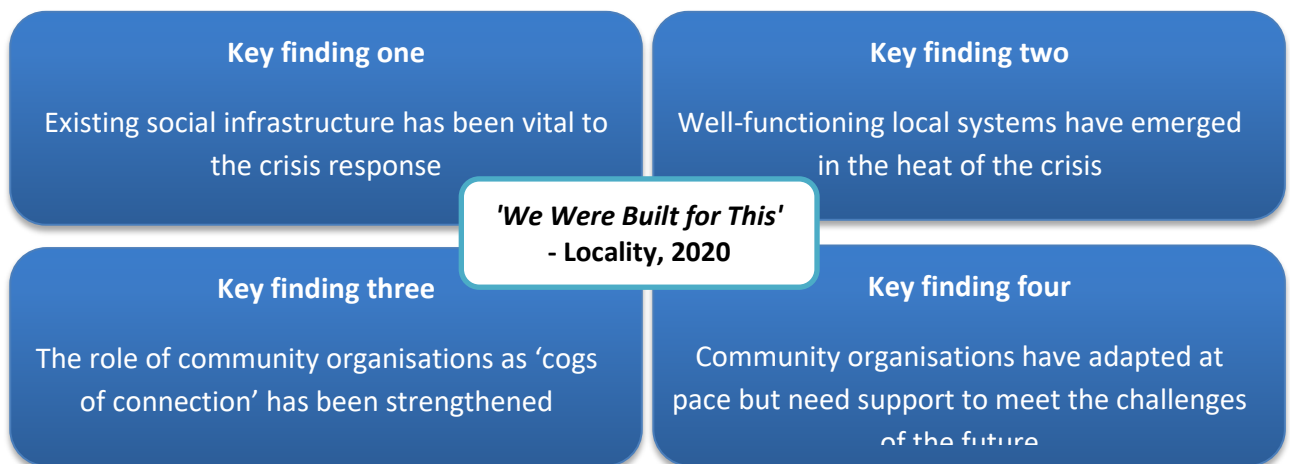 Key finding one
Existing social infrastructure has been vital to
the crisis response
Key finding two
Well-functioning local systems have emerged
in the heat of the crisis
'We Were Built for This'
- Locality, 2020
Key finding three
The role of community organisations as ‘cogs
of connection’ has been strengthened
Key finding four
Community organisations have adapted at
pace but need support to meet the challenges
of the future